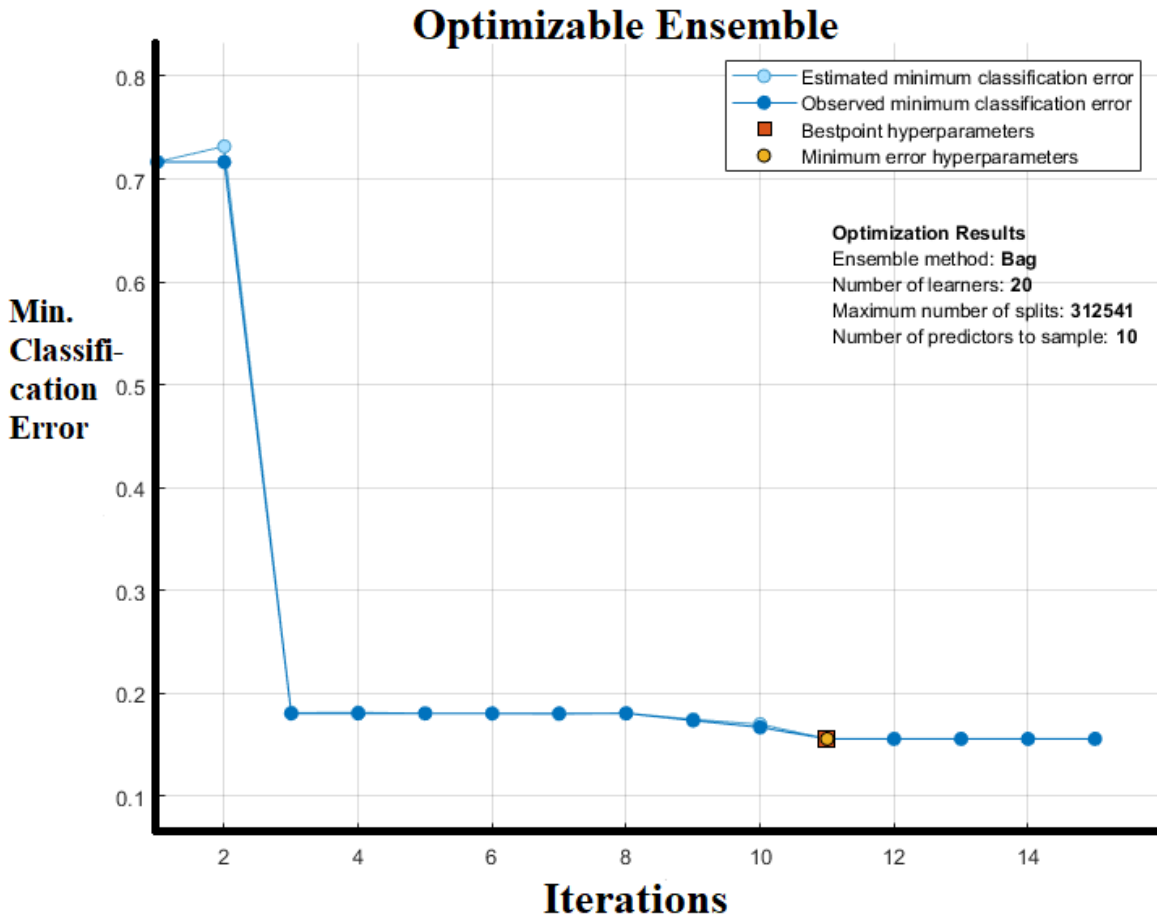 Optimizable Ensemble
Estimated minimum classification error
Observed minimum classification error
Bestpoint hyperparameters
Minimum error hyperparameters
Optimization Results
Ensemble method: Bag
Number of learners: 20
Maximum number of splits: 312541
Number of predictors to sample: 10
Min.
Classifi-
cation
Error
0.8
0.7
0.6
0.5
0.4
0.3
0.2
0.1
2 4 6 8 10 12 14
Iterations